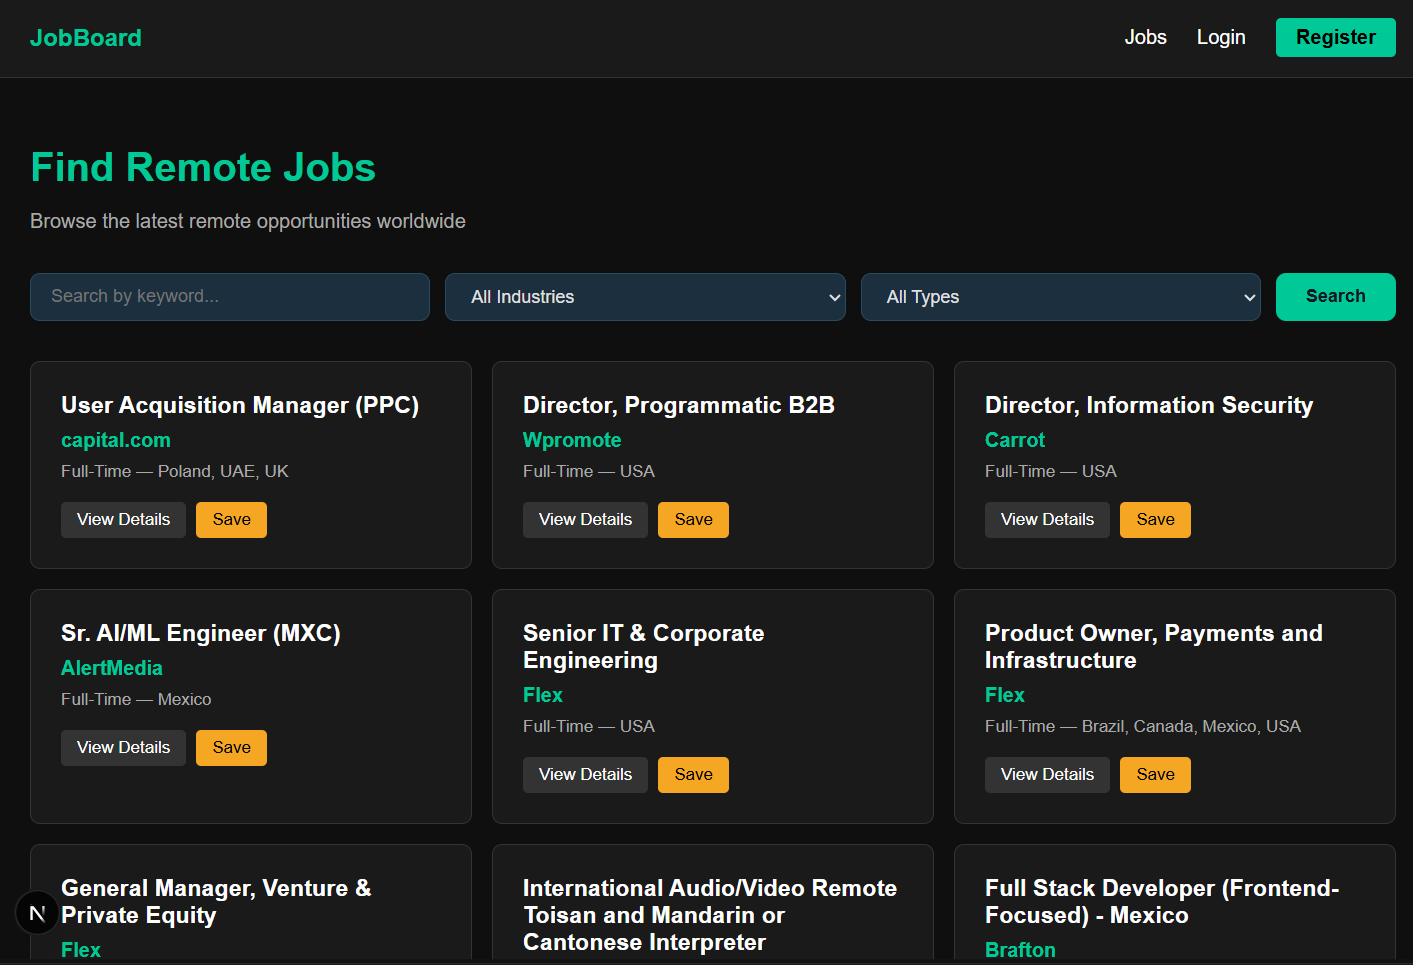 JobBoard
Jobs
Login
Register
Find Remote Jobs
Browse the latest remote opportunities worldwide
Search by keyword...
All Industries
All Types
Search
User Acquisition Manager (PPC)
capital.com
Full-Time — Poland, UAE, UK
View Details
Save
Director, Programmatic B2B
Wpromote
Full-Time — USA
View Details
Save
Director, Information Security
Carrot
Full-Time — USA
View Details
Save
Sr. AI/ML Engineer (MXC)
AlertMedia
Full-Time — Mexico
View Details
Save
Senior IT & Corporate
Engineering
Flex
Full-Time — USA
View Details
Save
Product Owner, Payments and
Infrastructure
Flex
Full-Time — Brazil, Canada, Mexico, USA
View Details
Save
General Manager, Venture &
Private Equity
Flex
International Audio/Video Remote
Toisan and Mandarin or
Cantonese Interpreter
Full Stack Developer (Frontend-
Focused) - Mexico
Brafton
N